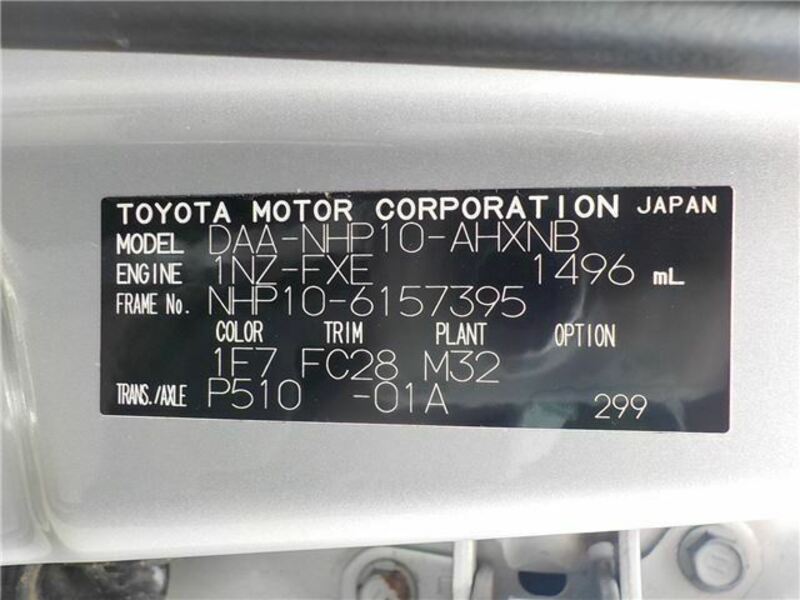 TOYOTA MOTOR CORPORATION JAPAN
MODEL DAA-NHP10-AHXNB
ENGINE 1NZ-FXE 1496 mL
FRAME No. NHP10-6157395
COLOR TRIM PLANT OPTION
1F7 FC28 M32
TRANS./AXLE P510 -01A 299